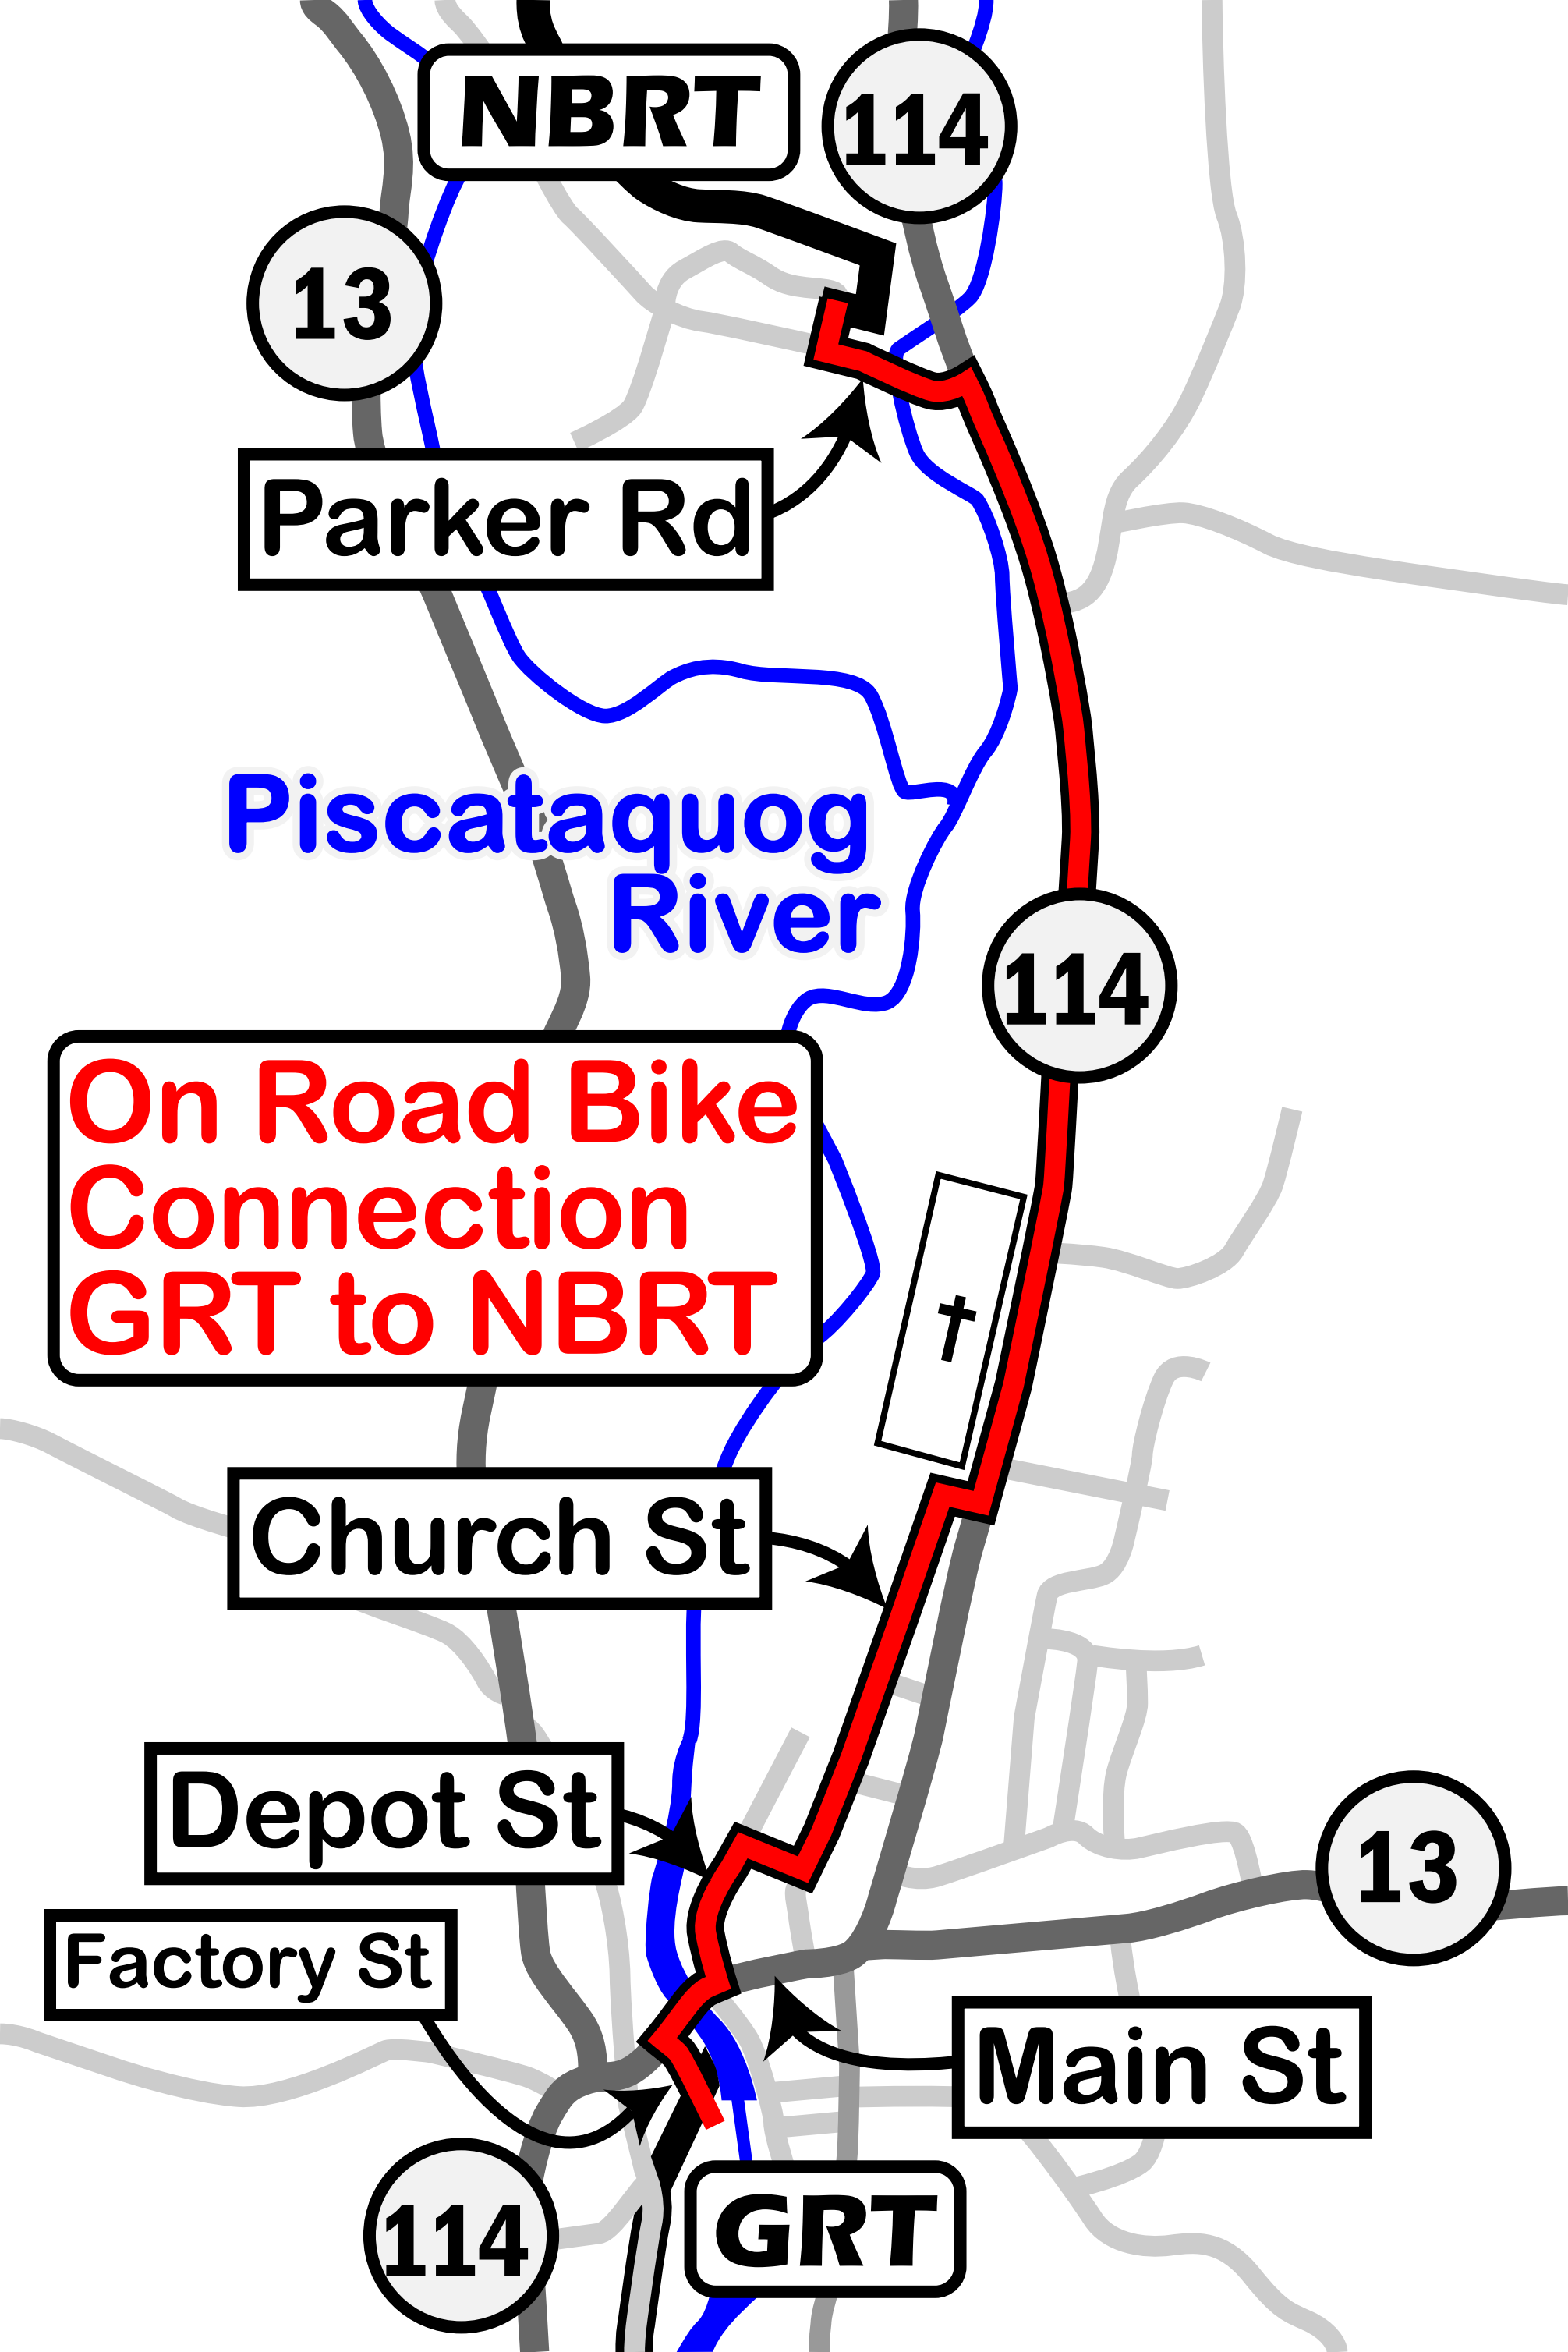 NBRT
114
13
Parker Rd
Piscataquog
River
114
On Road Bike
Connection
GRT to NBRT
Church St
Depot St
13
Factory St
Main St
114
GRT